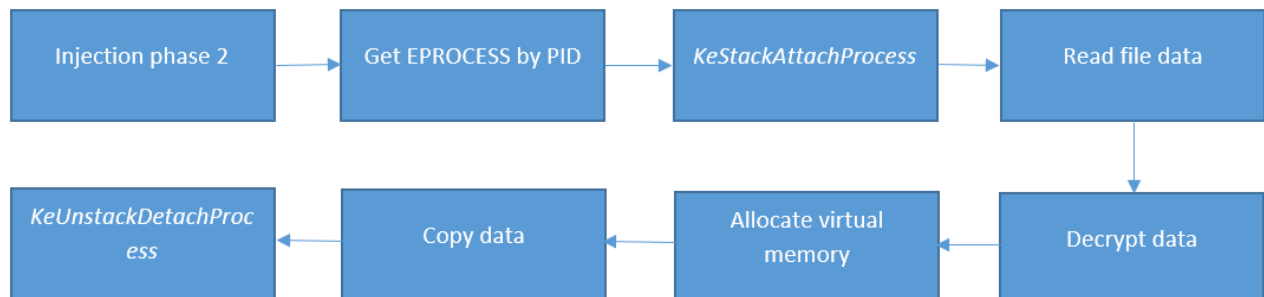 Injection phase 2
Get EPROCESS by PID
KeStackAttachProcess
Read file data
Decrypt data
Allocate virtual
memory
Copy data
KeUnstackDetachProc
ess